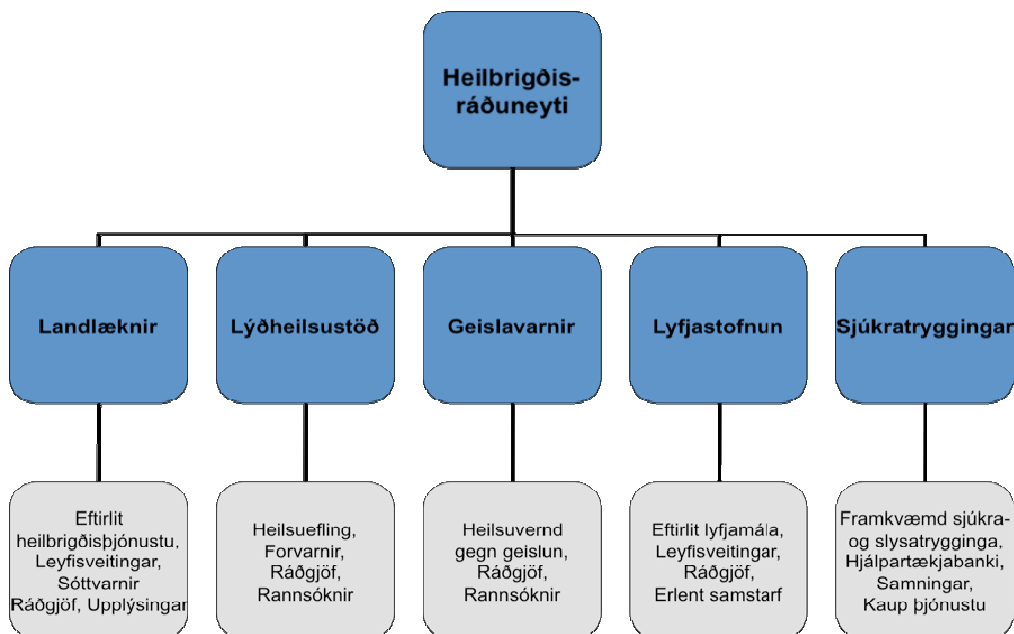 Heilbrigðis-
ráðuneyti
Landlæknir
Lýðheilsustöð
Geislavarnir
Lyfjastofnun
Sjúkratryggingar
Eftirlit
heilbrigðisþjónustu,
Leyfisveitingar,
Sóttvarnir
Ráðgjöf, Upplýsingar
Heilsuefling,
Forvarnir,
Ráðgjöf,
Rannsóknir
Heilsuvernd
gegn geislun,
Ráðgjöf,
Rannsóknir
Eftirlit lyfjamála,
Leyfisveitingar,
Ráðgjöf,
Erlent samstarf
Framkvæmd sjúkra-
og slysatrygginga,
Hjálpartækjabanki,
Samningar,
Kaup þjónustu